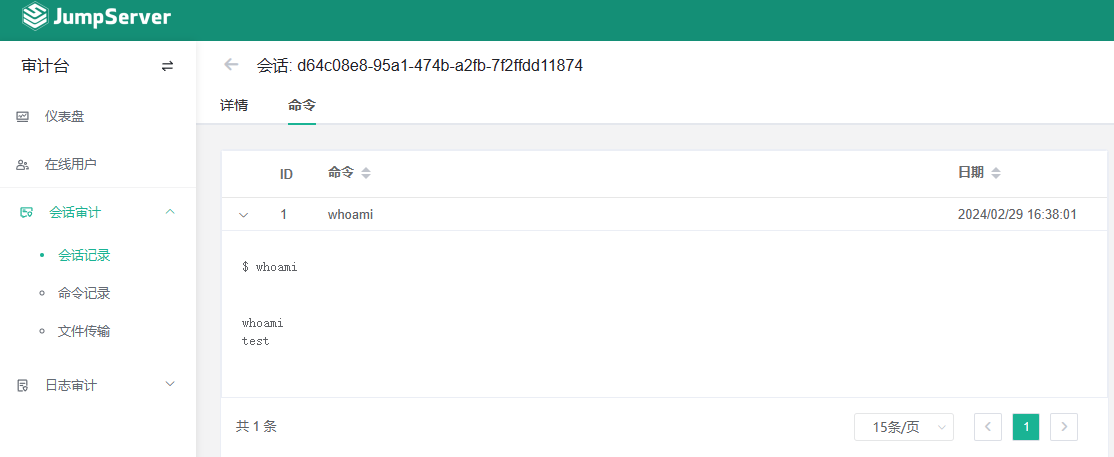 JumpServer
审计台
会话: d64c08e8-95a1-474b-a2fb-7f2ffdd11874
详情 命令
仪表盘
在线用户
会话审计
会话记录
命令记录
文件传输
日志审计
ID 命令 日期
1 whoami 2024/02/29 16:38:01
$ whoami
whoami
test
共 1 条 15条/页 1